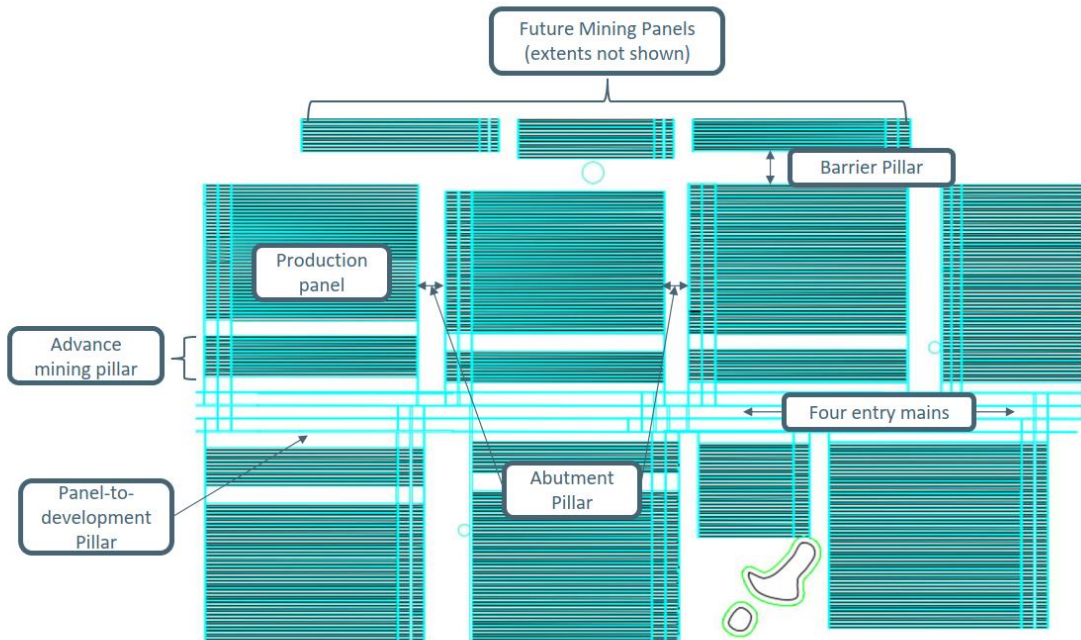 Future Mining Panels
(extents not shown)
Barrier Pillar
Production
panel
Advance
mining pillar
Four entry mains
Abutment
Pillar
Panel-to-
development
Pillar